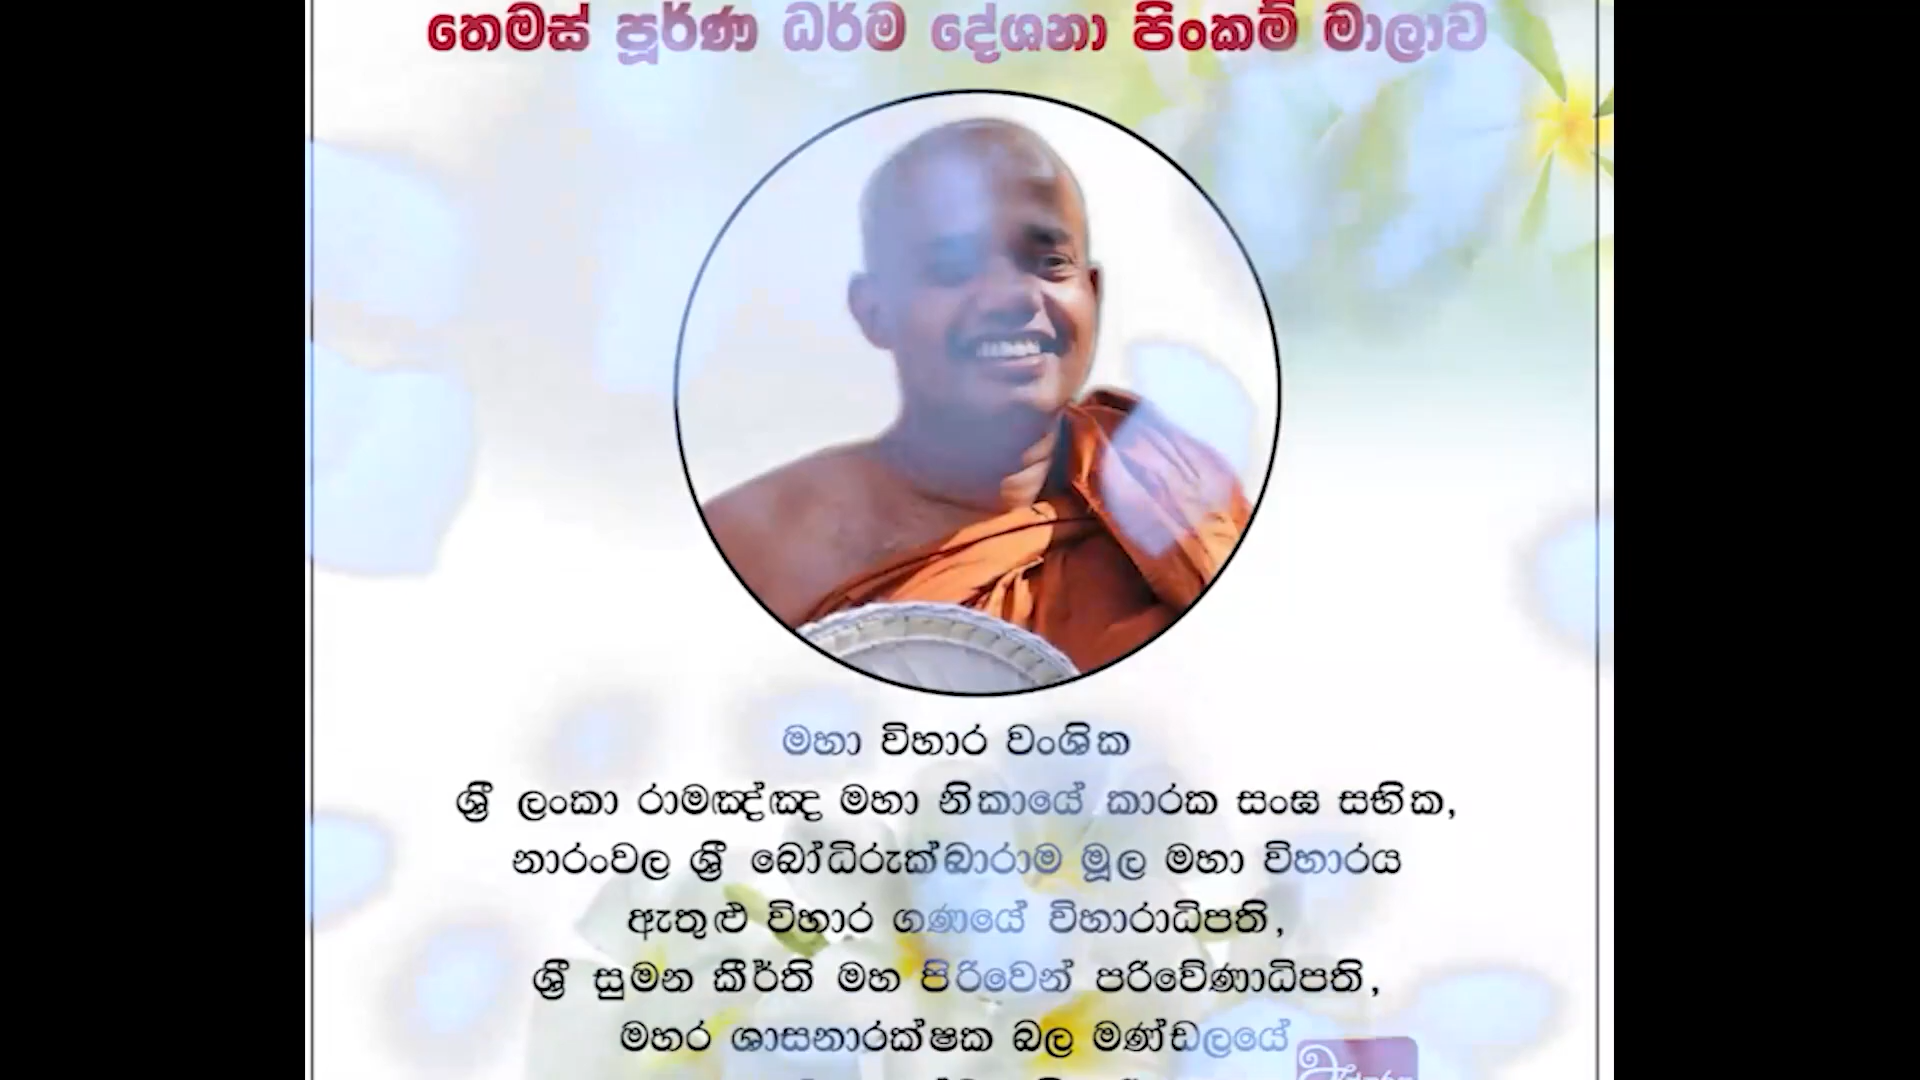 තෙමස් පූර්ණ ධර්ම දේශනා පිංකම් මාලාව
මහා විහාර වංශික
ශ්‍රී ලංකා රාමඤ්ඤ මහා නිකායේ කාරක සංඝ සභික,
නාරංවල ශ්‍රී බෝධිරුක්ඛාරාම මූල මහා විහාරය
ඇතුළු විහාර ගණයේ විහාරාධිපති,
ශ්‍රී සුමන කීර්ති මහ පිරිවෙන් පරිවේණාධිපති,
මහර ශාසනාරක්ෂක බල මණ්ඩලයේ